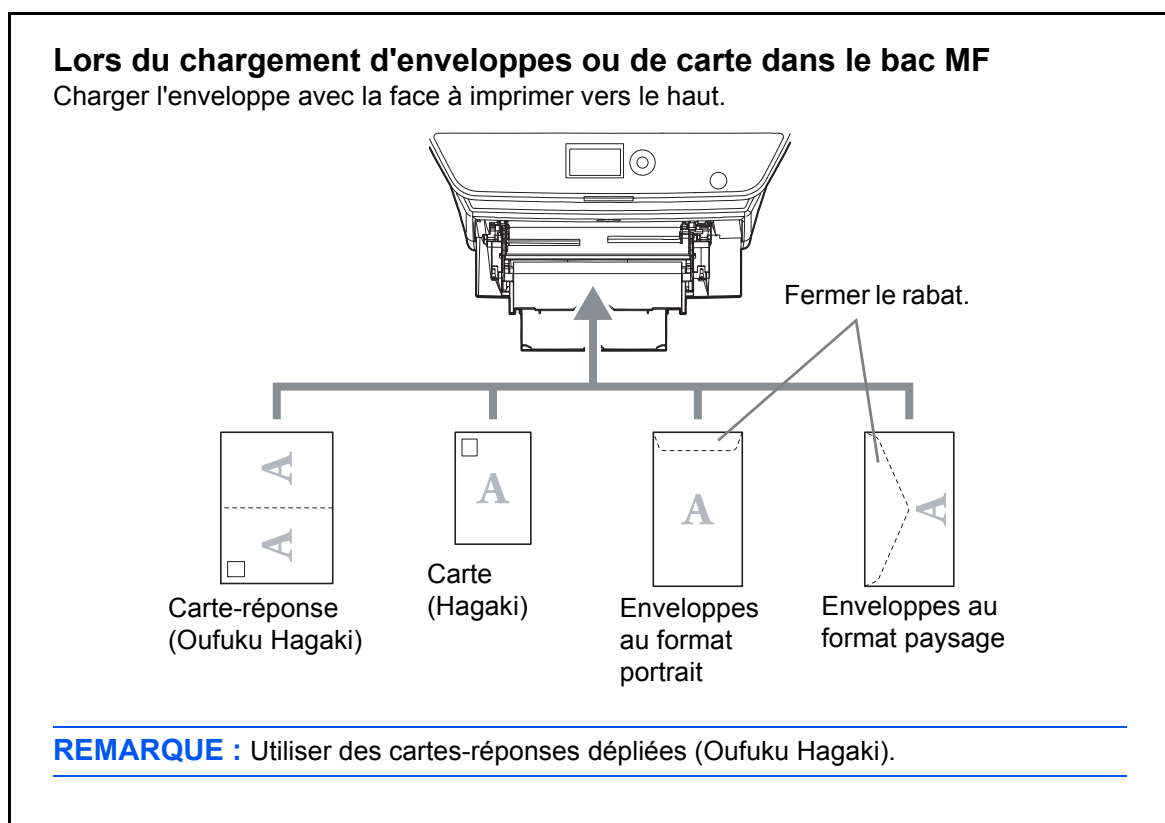 Lors du chargement d'enveloppes ou de carte dans le bac MF
Charger l'enveloppe avec la face à imprimer vers le haut.
Fermer le rabat.
A
A
A
A
A
Carte-réponse
(Oufuku Hagaki)
Carte
(Hagaki)
Enveloppes
au format
portrait
Enveloppes au
format paysage
REMARQUE : Utiliser des cartes-réponses dépliées (Oufuku Hagaki).